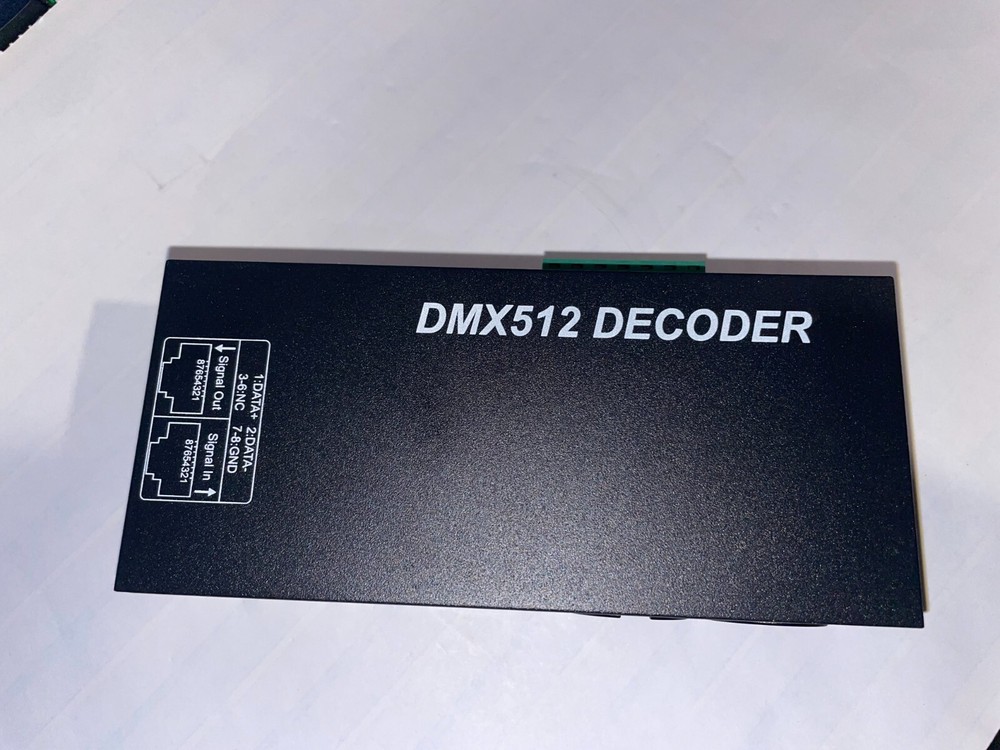 DMX512 DECODER
1:DATA+ 2:DATA-
3-6:NC 7-8:GND
Signal Out
87654321
Signal In
87654321